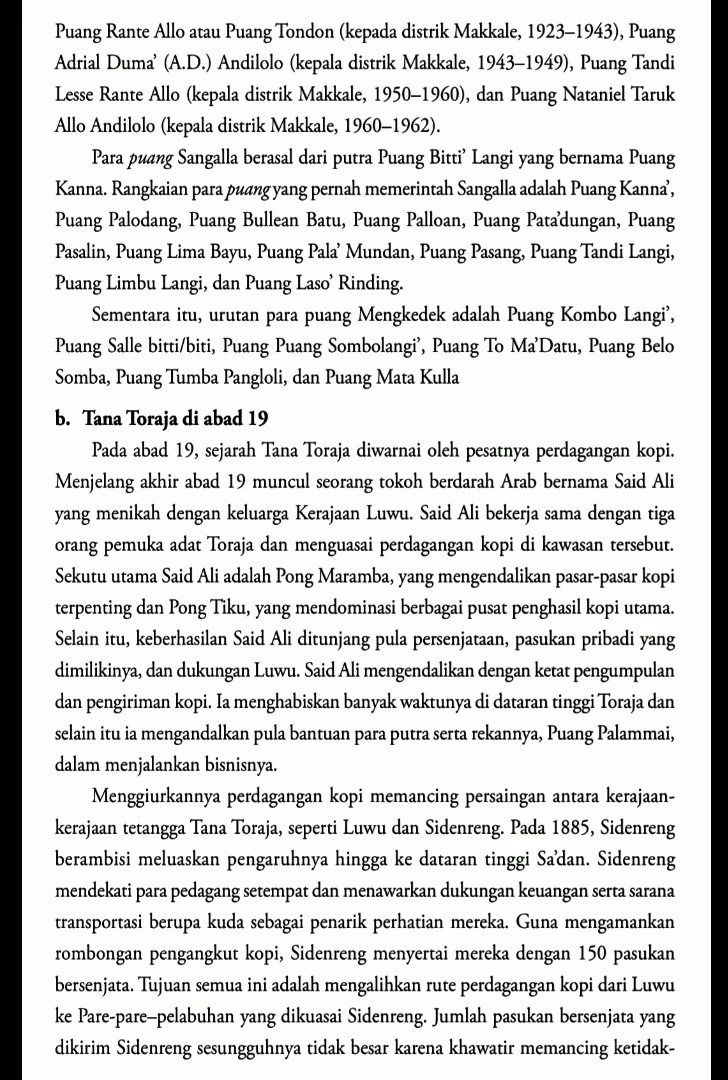 Puang Rante Allo atau Puang Tondon (kepada distrik Makkale, 1923–1943), Puang
Adrial Duma' (A.D.) Andilolo (kepala distrik Makkale, 1943–1949), Puang Tandi
Lesse Rante Allo (kepala distrik Makkale, 1950–1960), dan Puang Nataniel Taruk
Allo Andilolo (kepala distrik Makkale, 1960–1962).
Para puang Sangalla berasal dari putra Puang Bitti' Langi yang bernama Puang
Kanna. Rangkaian para puang yang pernah memerintah Sangalla adalah Puang Kanna',
Puang Palodang, Puang Bullean Batu, Puang Palloan, Puang Pata'dungan, Puang
Pasalin, Puang Lima Bayu, Puang Pala' Mundan, Puang Pasang, Puang Tandi Langi,
Puang Limbu Langi, dan Puang Laso' Rinding.
Sementara itu, urutan para puang Mengkedek adalah Puang Kombo Langi',
Puang Salle bitti/biti, Puang Puang Sombolangi', Puang To Ma'Datu, Puang Belo
Somba, Puang Tumba Pangloli, dan Puang Mata Kulla
b. Tana Toraja di abad 19
Pada abad 19, sejarah Tana Toraja diwarnai oleh pesatnya perdagangan kopi.
Menjelang akhir abad 19 muncul seorang tokoh berdarah Arab bernama Said Ali
yang menikah dengan keluarga Kerajaan Luwu. Said Ali bekerja sama dengan tiga
orang pemuka adat Toraja dan menguasai perdagangan kopi di kawasan tersebut.
Sekutu utama Said Ali adalah Pong Maramba, yang mengendalikan pasar-pasar kopi
terpenting dan Pong Tiku, yang mendominasi berbagai pusat penghasil kopi utama.
Selain itu, keberhasilan Said Ali ditunjang pula persenjataan, pasukan pribadi yang
dimilikinya, dan dukungan Luwu. Said Ali mengendalikan dengan ketat pengumpulan
dan pengiriman kopi. Ia menghabiskan banyak waktunya di dataran tinggi Toraja dan
selain itu ia mengandalkan pula bantuan para putra serta rekannya, Puang Palammai,
dalam menjalankan bisnisnya.
Menggiurkannya perdagangan kopi memancing persaingan antara kerajaan-
kerajaan tetangga Tana Toraja, seperti Luwu dan Sidenreng. Pada 1885, Sidenreng
berambisi meluaskan pengaruhnya hingga ke dataran tinggi Sa'dan. Sidenreng
mendekati para pedagang setempat dan menawarkan dukungan keuangan serta sarana
transportasi berupa kuda sebagai penarik perhatian mereka. Guna mengamankan
rombongan pengangkut kopi, Sidenreng menyertai mereka dengan 150 pasukan
bersenjata. Tujuan semua ini adalah mengalihkan rute perdagangan kopi dari Luwu
ke Pare-pare–pelabuhan yang dikuasai Sidenreng. Jumlah pasukan bersenjata yang
dikirim Sidenreng sesungguhnya tidak besar karena khawatir memancing ketidak-